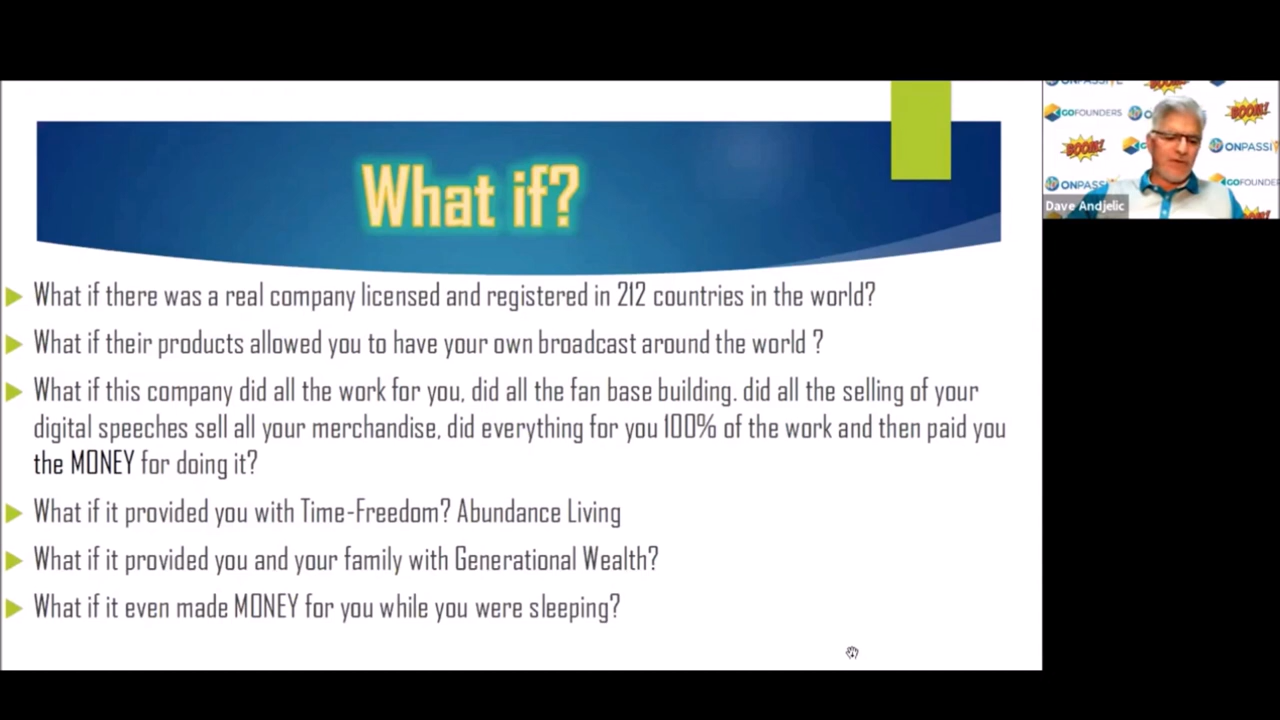 What if?
What if there was a real company licensed and registered in 212 countries in the world?
What if their products allowed you to have your own broadcast around the world ?
What if this company did all the work for you, did all the fan base building. did all the selling of your
digital speeches sell all your merchandise, did everything for you 100% of the work and then paid you
the MONEY for doing it?
What if it provided you with Time-Freedom? Abundance Living
What if it provided you and your family with Generational Wealth?
What if it even made MONEY for you while you were sleeping?
ONPASSIVE
BOOM!
GOFOUNDERS
BOOM!
BOOM!
ONPASSI
ONPASS
GOFOUNDER
Dave Andjelic